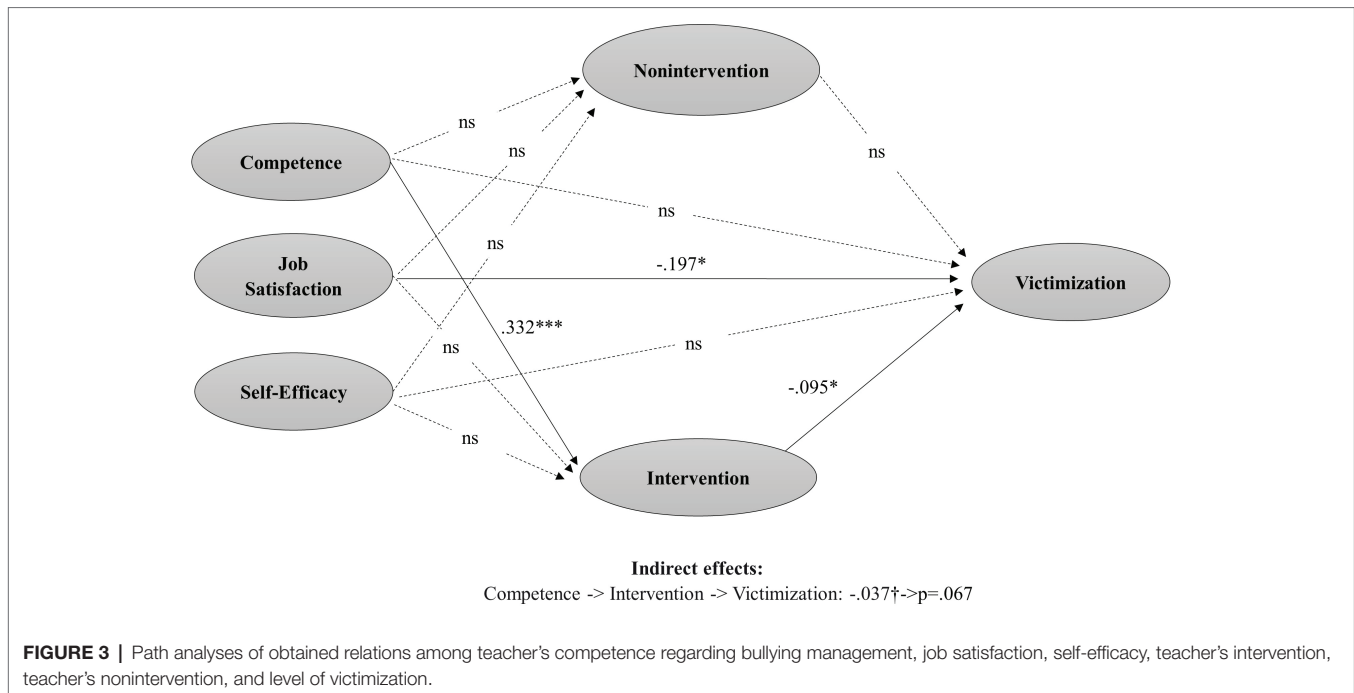 Nonintervention
ns
Competence
ns
ns
ns
ns
-.197*
Job
Satisfaction
Victimization
.332***
ns
ns
Self-Efficacy
-.095*
ns
Intervention
Indirect effects:
Competence -> Intervention -> Victimization: -.037†->p=.067
FIGURE 3 | Path analyses of obtained relations among teacher's competence regarding bullying management, job satisfaction, self-efficacy, teacher's intervention,
teacher's nonintervention, and level of victimization.